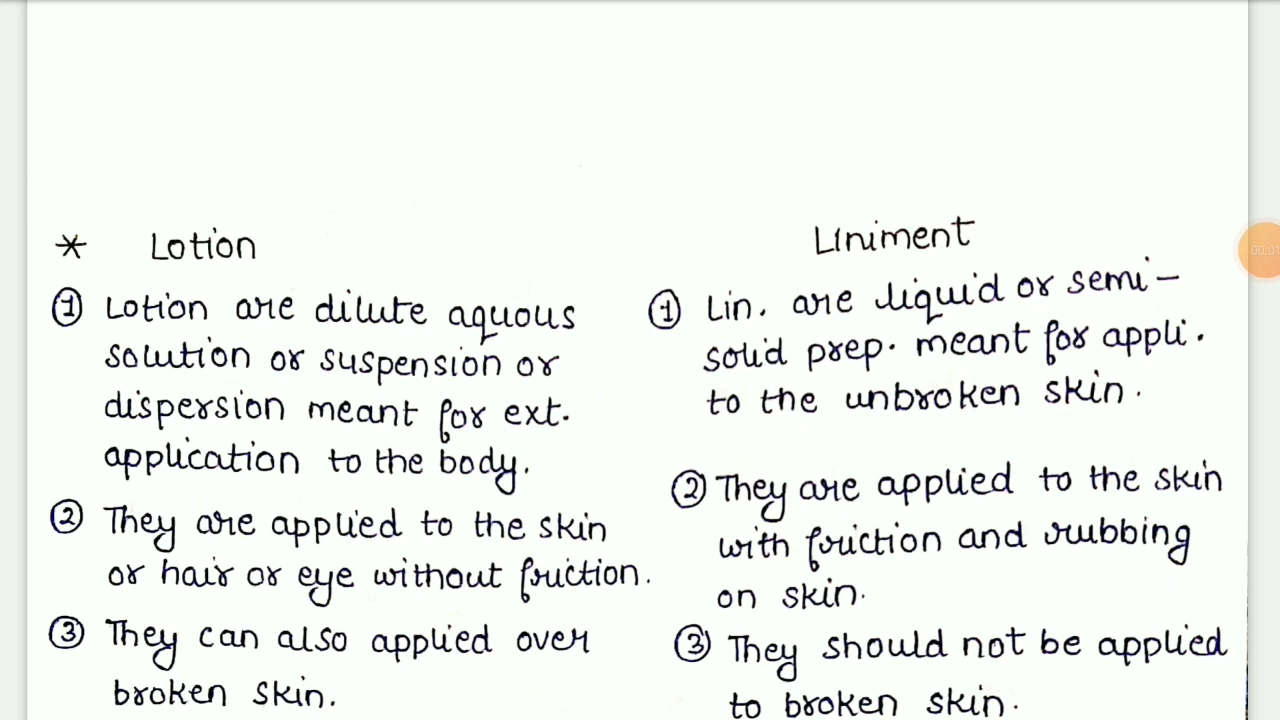 * Lotion
① Lotion are dilute aquous
solution or suspension or
dispersion meant for ext.
application to the body.
② They are applied to the skin
or hair or eye without friction.
③ They can also applied over
broken skin.
Liniment
① Lin. are liquid or semi-
solid prep. meant for appli.
to the unbroken skin.
② They are applied to the skin
with friction and rubbing
on skin.
③ They should not be applied
to broken skin.
00:01